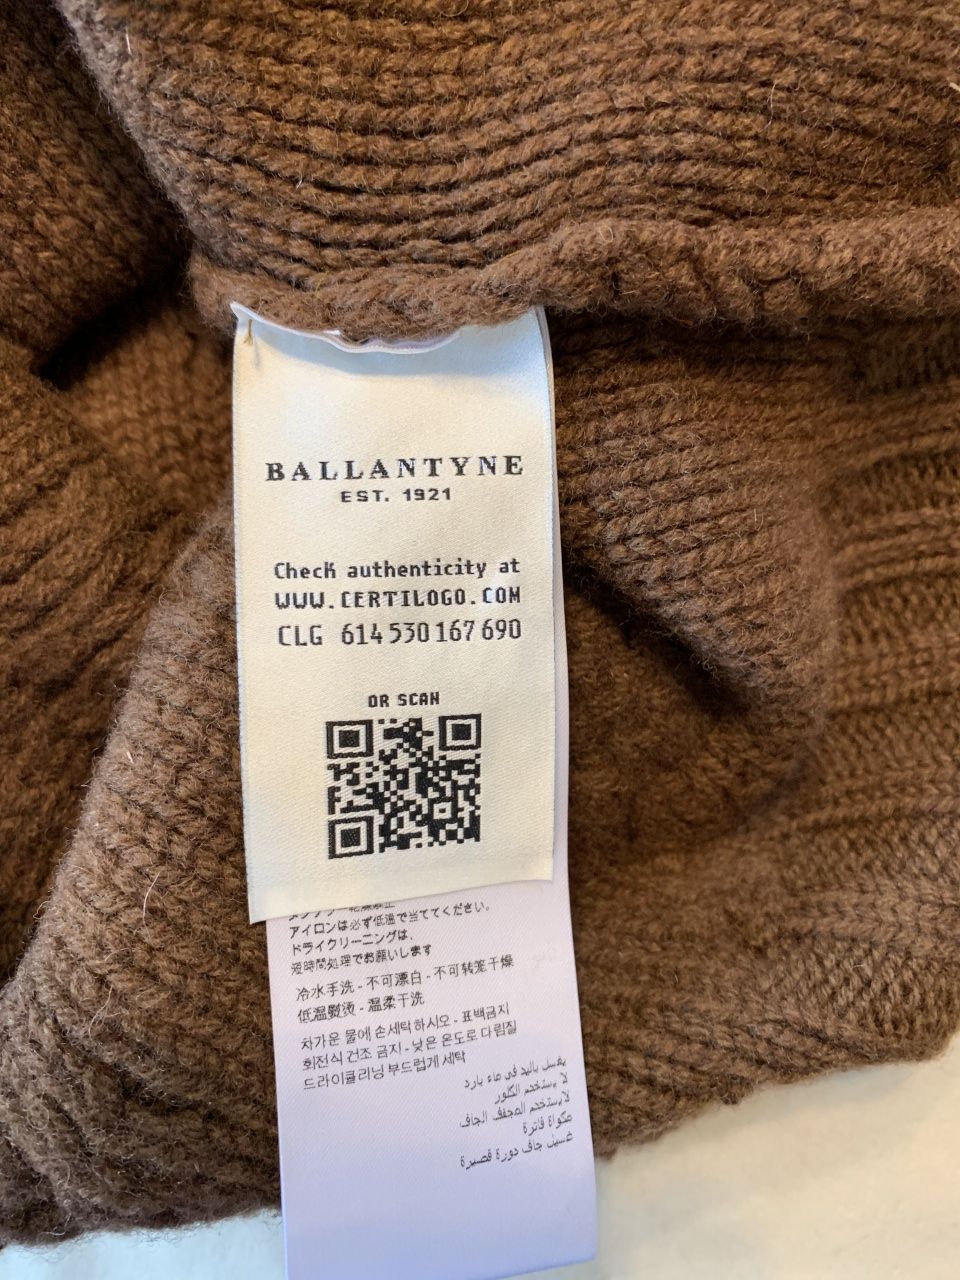 BALLANTYNE
EST. 1921
Check authenticity at
WWW.CERTILOGO.COM
CLG 614 530 167 690
OR SCAN
アイロンは必ず低温で当ててください。
ドライクリーニングは、
短時間処理でお願いします
冷水手洗 - 不可漂白 - 不可转笼干燥
低温熨烫 - 温柔干洗
차가운 물에 손세탁하시오 - 표백금지
회전식 건조 금지 - 낮은 온도로 다림질
드라이클리닝 부드럽게 세탁
يغسل باليد في ماء بارد
لا يستخدم الكلور
لايستخدم المجفف الجاف
مكواة فاترة
غسيل جاف دورة قصيرة